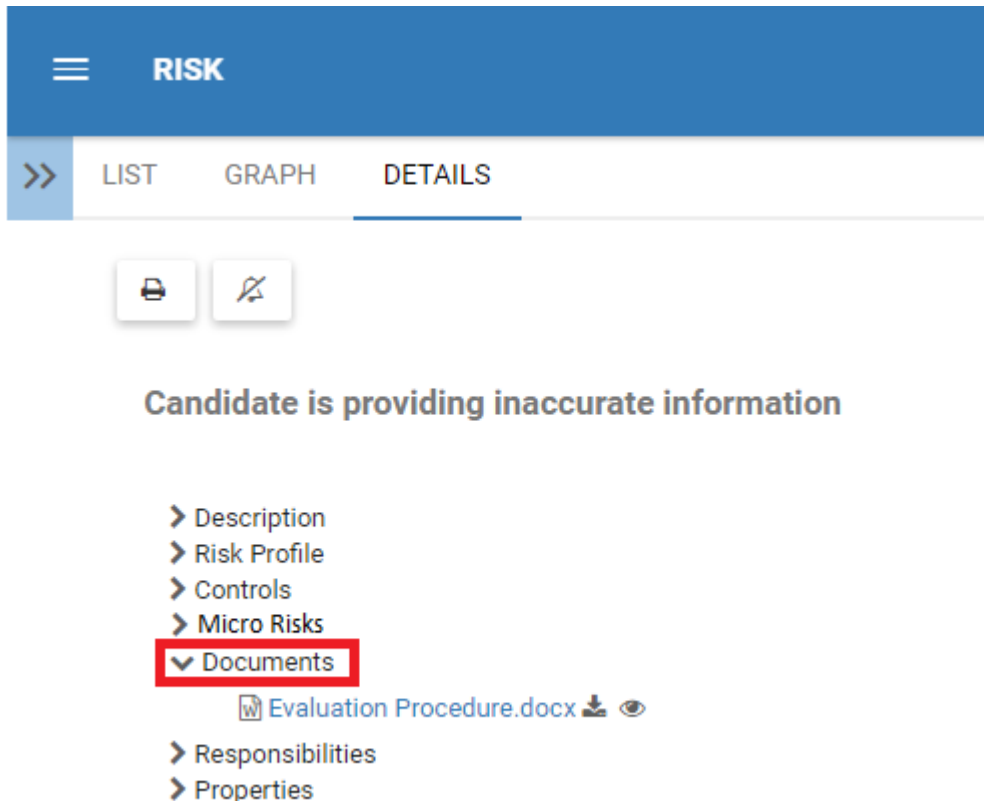 RISK
LIST GRAPH DETAILS
Candidate is providing inaccurate information
Description
Risk Profile
Controls
Micro Risks
Documents
Evaluation Procedure.docx
Responsibilities
Properties